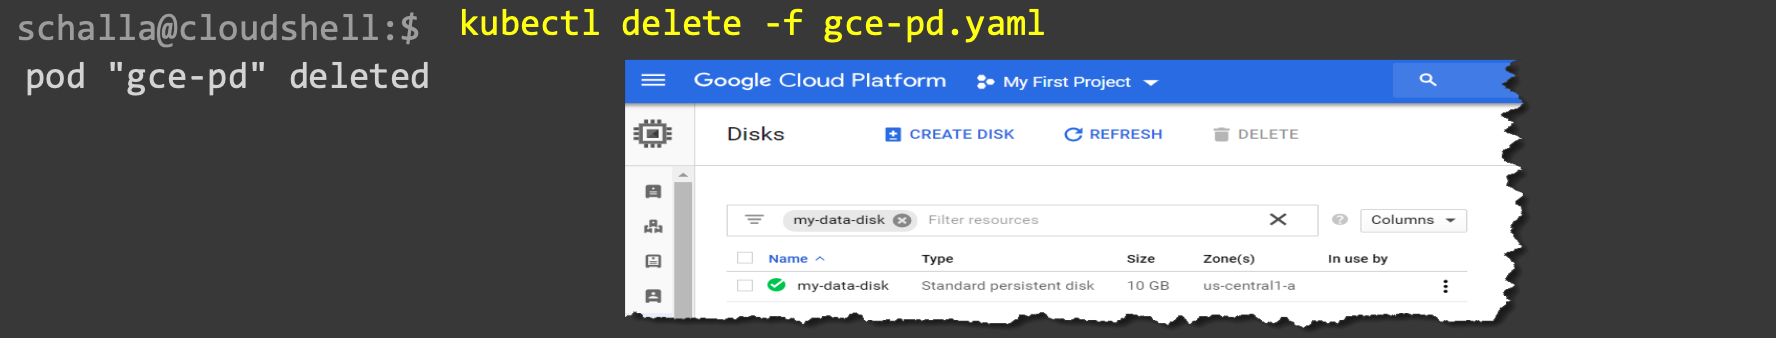 schalla@cloudshell:$ kubectl delete -f gce-pd.yaml
pod "gce-pd" deleted
Google Cloud Platform My First Project
Disks CREATE DISK REFRESH DELETE
my-data-disk Filter resources Columns
Name Type Size Zone(s) In use by
my-data-disk Standard persistent disk 10 GB us-central1-a